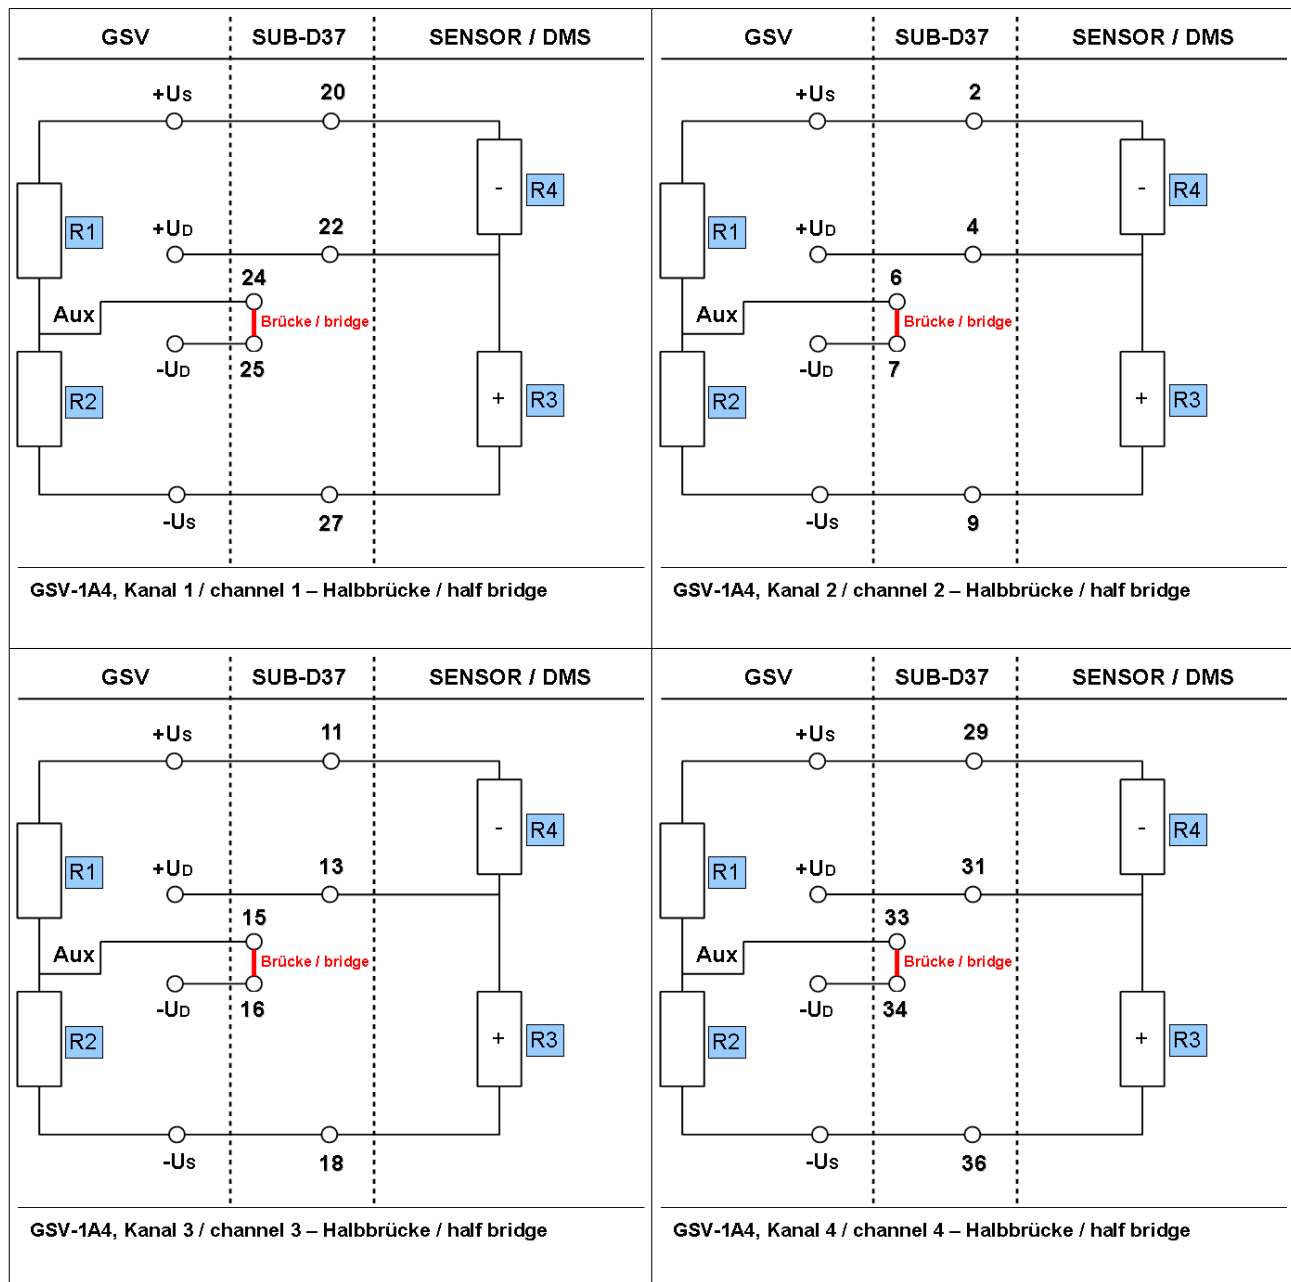 GSV SUB-D37 SENSOR / DMS
+US 20
R4
-
R1
+UD 22
24
Aux
Brücke / bridge
-UD 25
R2
+
R3
-US 27
GSV-1A4, Kanal 1 / channel 1 – Halbbrücke / half bridge
GSV SUB-D37 SENSOR / DMS
+US 2
R4
-
R1
+UD 4
6
Aux
Brücke / bridge
-UD 7
R2
+
R3
-US 9
GSV-1A4, Kanal 2 / channel 2 – Halbbrücke / half bridge
GSV SUB-D37 SENSOR / DMS
+US 11
R4
-
R1
+UD 13
15
Aux
Brücke / bridge
-UD 16
R2
+
R3
-US 18
GSV-1A4, Kanal 3 / channel 3 – Halbbrücke / half bridge
GSV SUB-D37 SENSOR / DMS
+US 29
R4
-
R1
+UD 31
33
Aux
Brücke / bridge
-UD 34
R2
+
R3
-US 36
GSV-1A4, Kanal 4 / channel 4 – Halbbrücke / half bridge